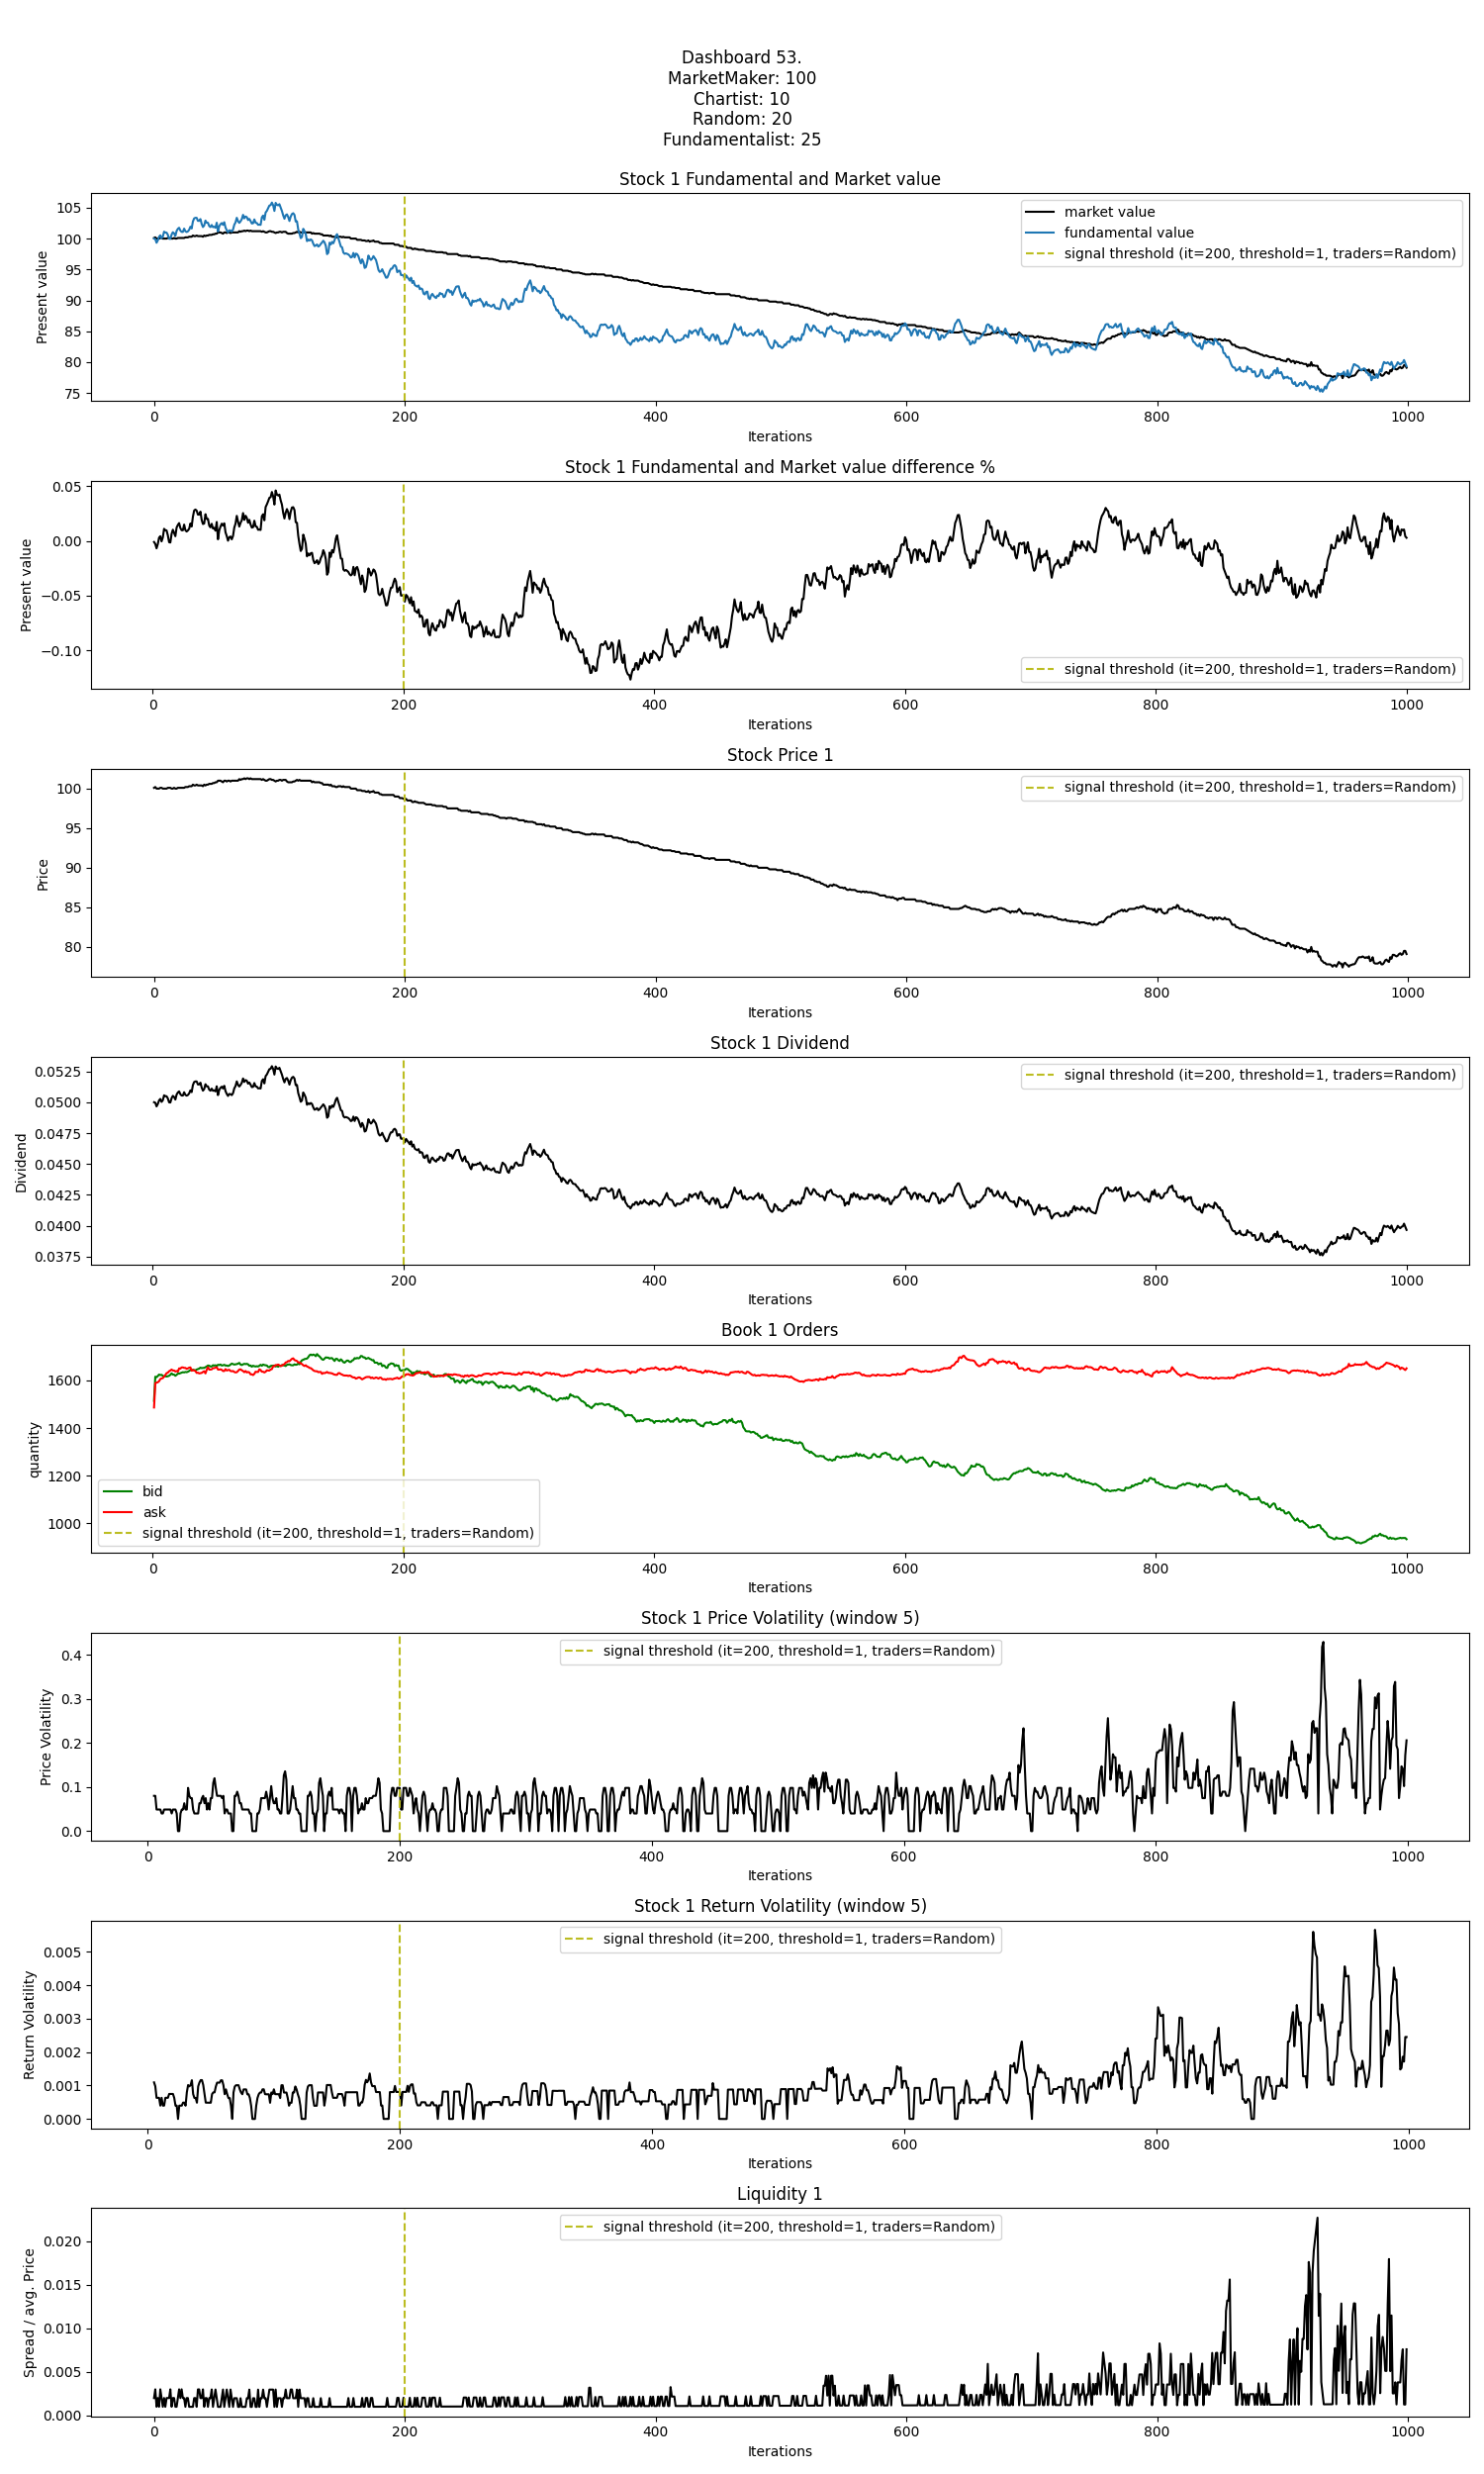 Dashboard 53.
MarketMaker: 100
Chartist: 10
Random: 20
Fundamentalist: 25
Stock 1 Fundamental and Market value
105
100
95
90
85
80
75
Present value
market value
fundamental value
signal threshold (it=200, threshold=1, traders=Random)
0 200 400 600 800 1000
Iterations
Stock 1 Fundamental and Market value difference %
0.05
0.00
−0.05
−0.10
Present value
signal threshold (it=200, threshold=1, traders=Random)
0 200 400 600 800 1000
Iterations
Stock Price 1
100
95
90
85
80
Price
signal threshold (it=200, threshold=1, traders=Random)
0 200 400 600 800 1000
Iterations
Stock 1 Dividend
0.0525
0.0500
0.0475
0.0450
0.0425
0.0400
0.0375
Dividend
signal threshold (it=200, threshold=1, traders=Random)
0 200 400 600 800 1000
Iterations
Book 1 Orders
1600
1400
1200
1000
quantity
bid
ask
signal threshold (it=200, threshold=1, traders=Random)
0 200 400 600 800 1000
Iterations
Stock 1 Price Volatility (window 5)
0.4
0.3
0.2
0.1
0.0
Price Volatility
signal threshold (it=200, threshold=1, traders=Random)
0 200 400 600 800 1000
Iterations
Stock 1 Return Volatility (window 5)
0.005
0.004
0.003
0.002
0.001
0.000
Return Volatility
signal threshold (it=200, threshold=1, traders=Random)
0 200 400 600 800 1000
Iterations
Liquidity 1
0.020
0.015
0.010
0.005
0.000
Spread / avg. Price
signal threshold (it=200, threshold=1, traders=Random)
0 200 400 600 800 1000
Iterations